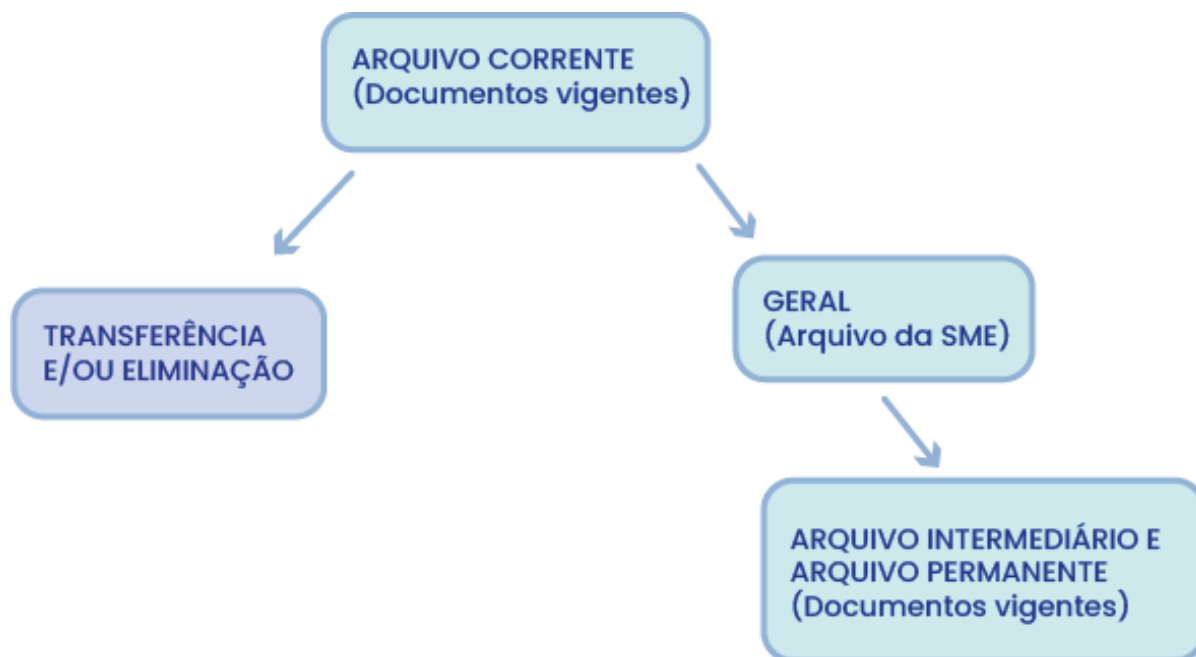 ARQUIVO CORRENTE
(Documentos vigentes)
TRANSFERÊNCIA
E/OU ELIMINAÇÃO
GERAL
(Arquivo da SME)
ARQUIVO INTERMEDIÁRIO E
ARQUIVO PERMANENTE
(Documentos vigentes)